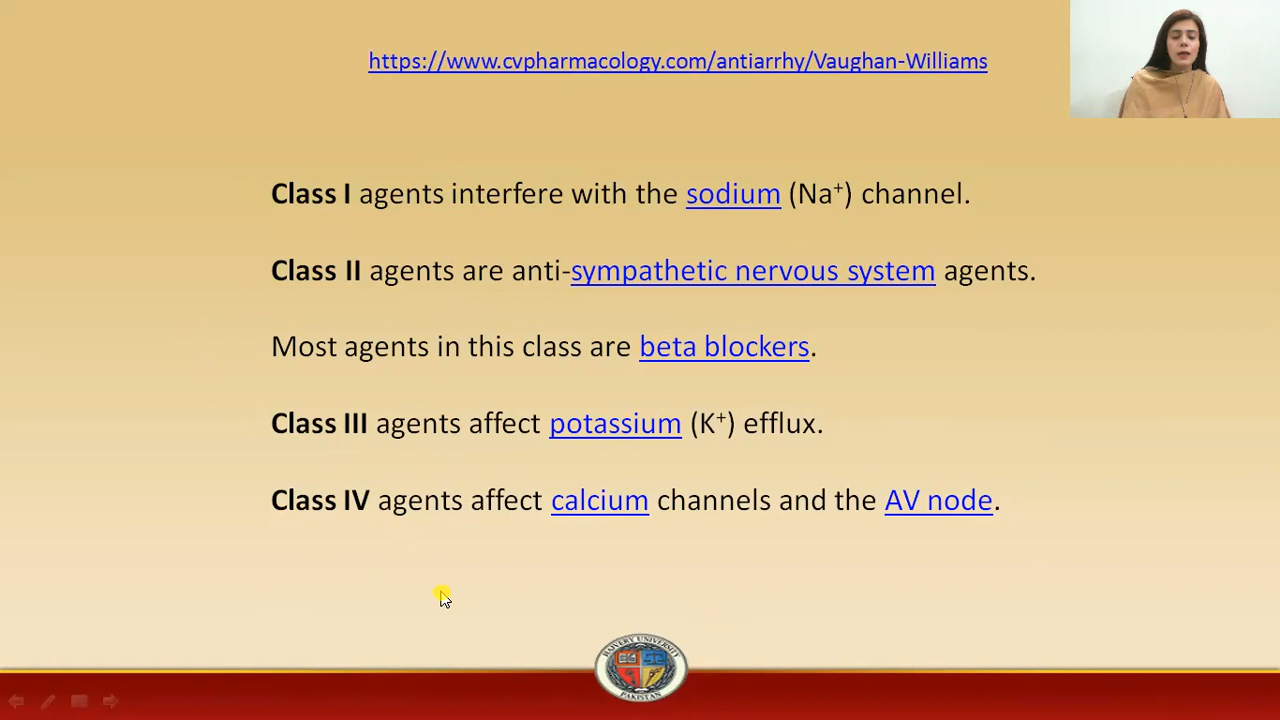 https://www.cvpharmacology.com/antiarrhy/Vaughan-Williams
Class I agents interfere with the sodium (Na⁺) channel.
Class II agents are anti-sympathetic nervous system agents.
Most agents in this class are beta blockers.
Class III agents affect potassium (K⁺) efflux.
Class IV agents affect calcium channels and the AV node.
UNIVERSITY
PAKISTAN